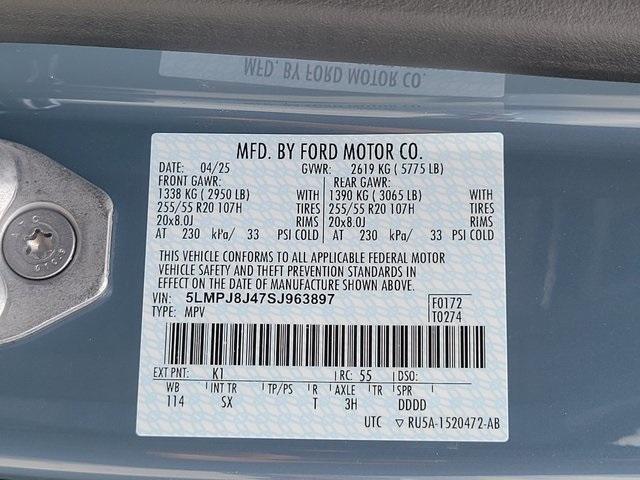 MFD. BY FORD MOTOR CO.
MFD. BY FORD MOTOR CO.
DATE: 04/25 GVWR: 2619 KG ( 5775 LB)
FRONT GAWR: REAR GAWR:
1338 KG ( 2950 LB) WITH 1390 KG ( 3065 LB) WITH
255/55 R20 107H TIRES 255/55 R20 107H TIRES
20x8.0J RIMS 20x8.0J RIMS
AT 230 kPa/ 33 PSI COLD AT 230 kPa/ 33 PSI COLD
THIS VEHICLE CONFORMS TO ALL APPLICABLE FEDERAL MOTOR
VEHICLE SAFETY AND THEFT PREVENTION STANDARDS IN
EFFECT ON THE DATE OF MANUFACTURE SHOWN ABOVE.
VIN: 5LMPJ8J47SJ963897 F0172
TYPE: MPV T0274
EXT PNT: K1 RC: 55 DSO:
WB INT TR TP/PS R AXLE TR SPR
114 SX T 3H DDDD
UTC ▽ RU5A-1520472-AB